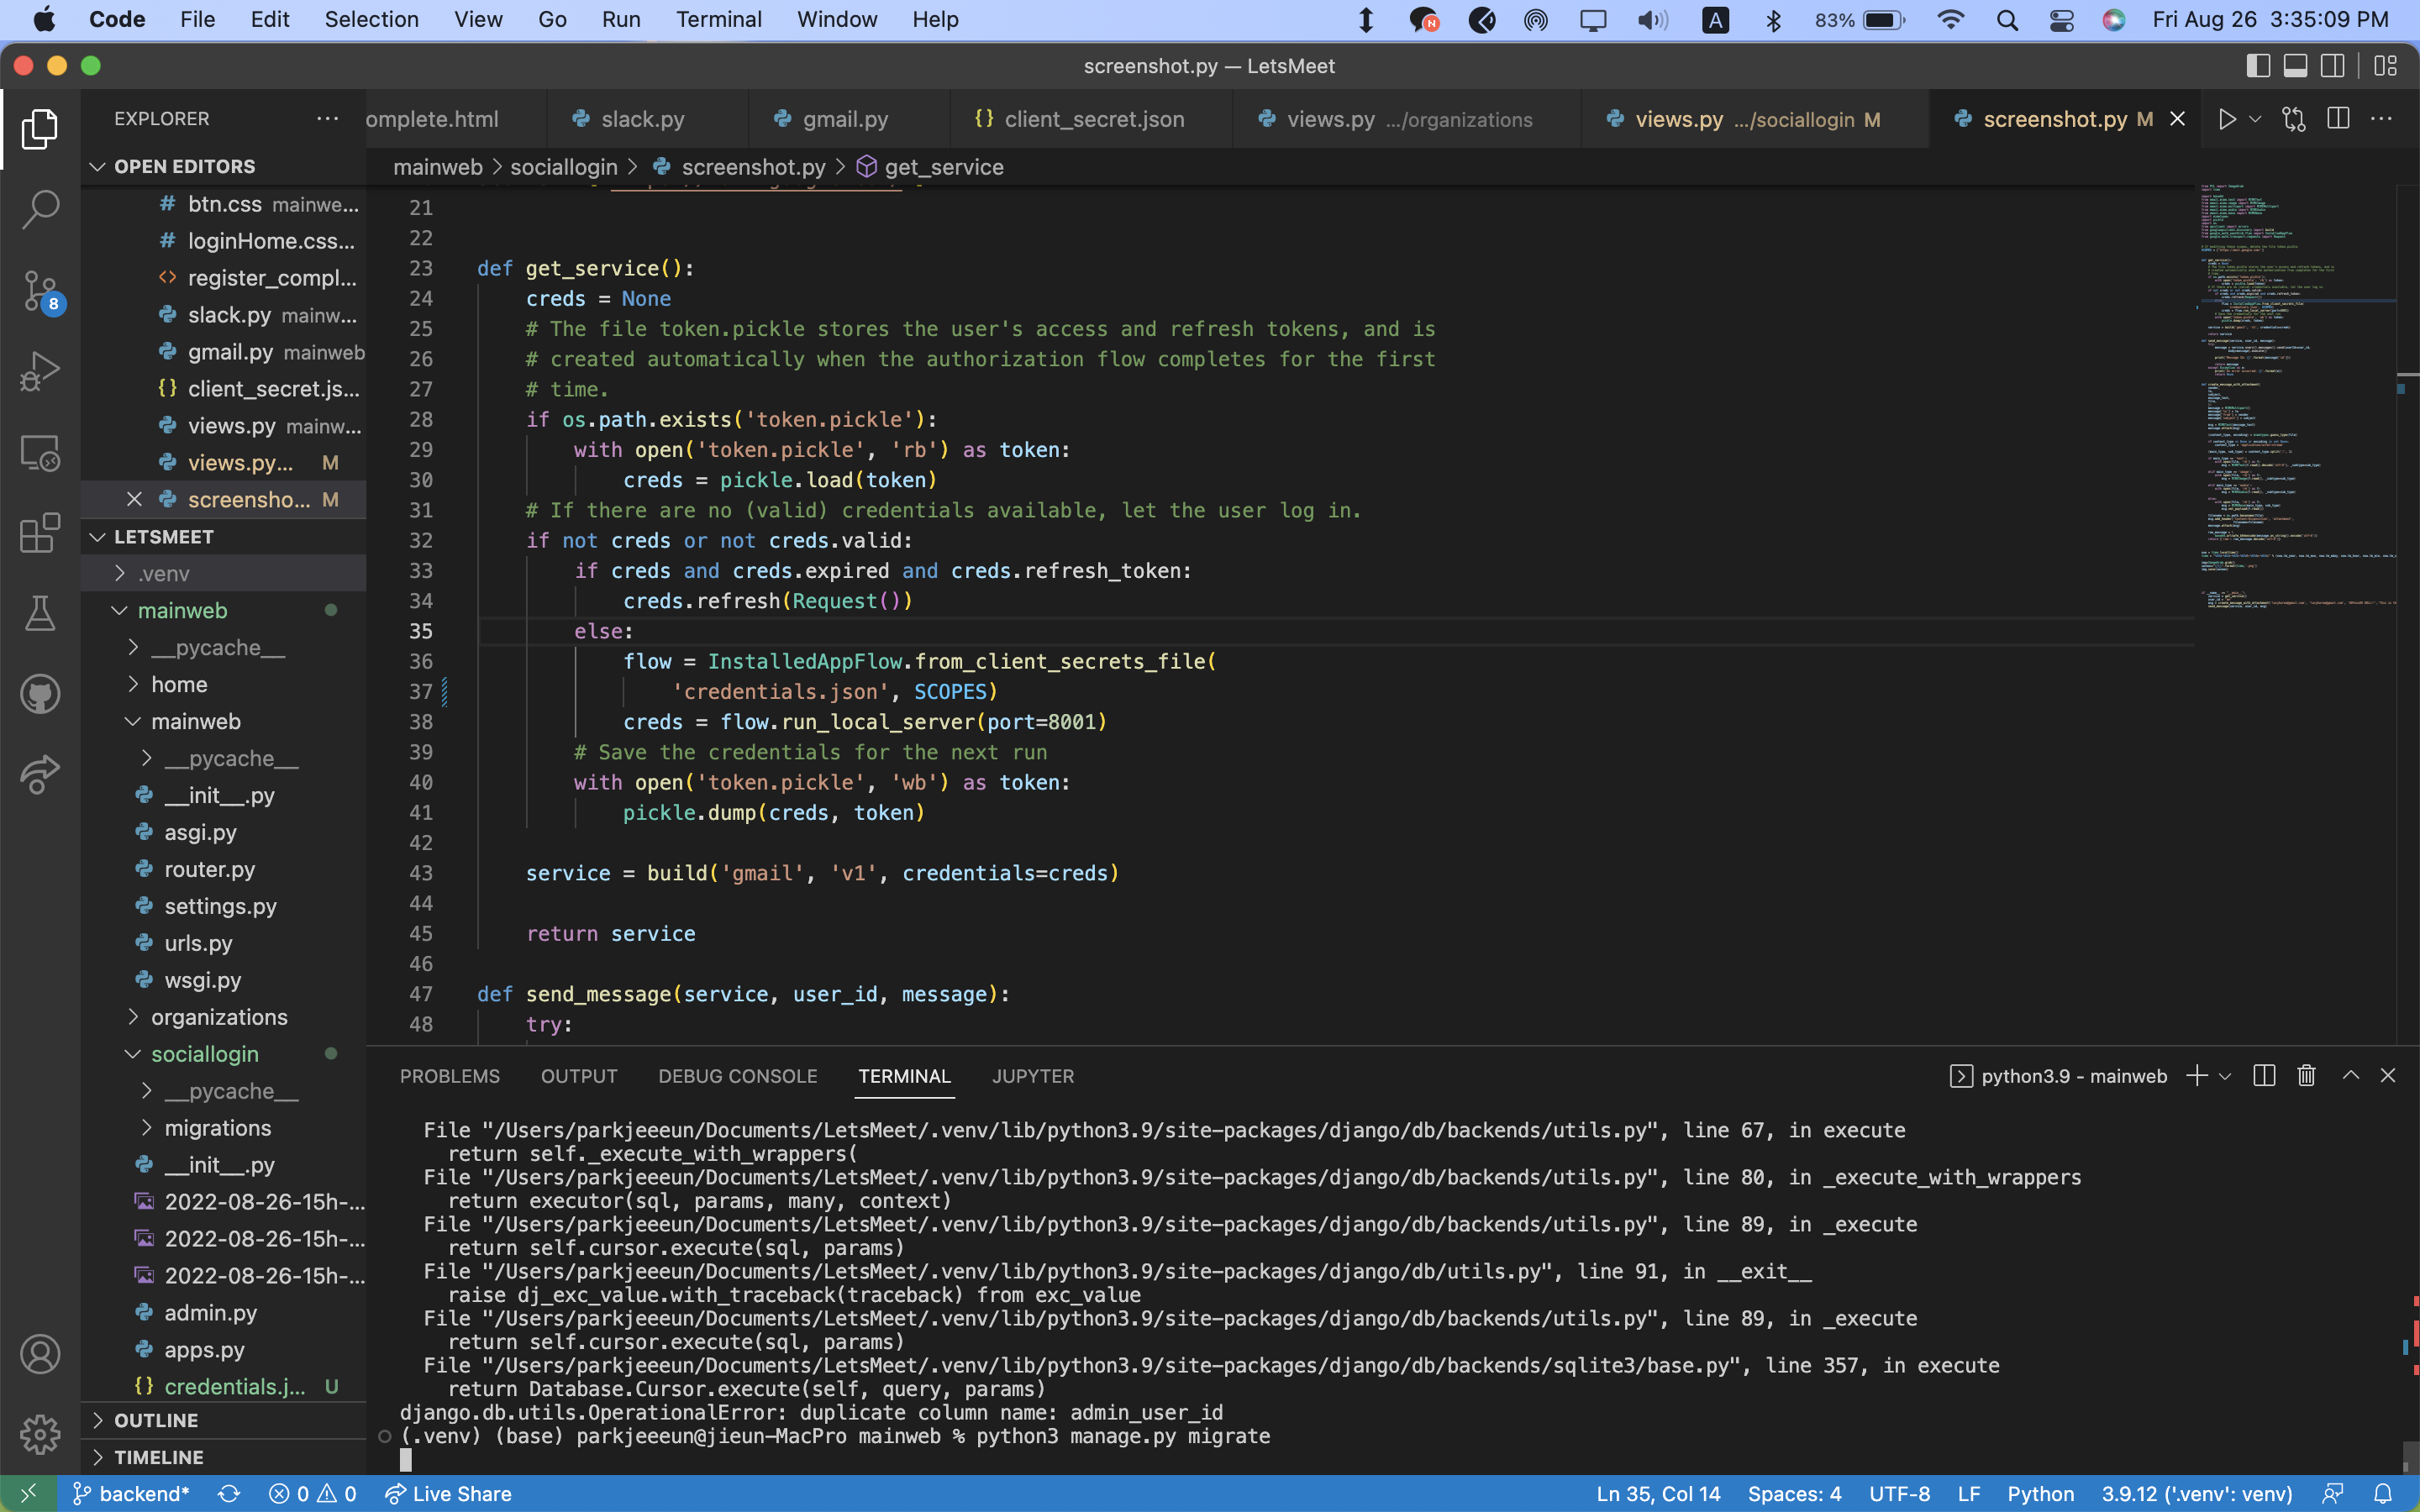 Code File Edit Selection View Go Run Terminal Window Help
N A 83% Fri Aug 26 3:35:09 PM
screenshot.py — LetsMeet
EXPLORER
omplete.html slack.py gmail.py {} client_secret.json views.py .../organizations views.py .../sociallogin M screenshot.py M
OPEN EDITORS
mainweb > sociallogin > screenshot.py > get_service
# btn.css mainwe...
# loginHome.css...
<> register_compl...
slack.py mainw...
gmail.py mainweb
{} client_secret.js...
views.py mainw...
views.py... M
screensho... M
LETSMEET
.venv
mainweb
__pycache__
home
mainweb
__pycache__
__init__.py
asgi.py
router.py
settings.py
urls.py
wsgi.py
organizations
sociallogin
__pycache__
migrations
__init__.py
2022-08-26-15h-...
2022-08-26-15h-...
2022-08-26-15h-...
admin.py
apps.py
{} credentials.j... U
OUTLINE
TIMELINE
8
21
22
23 def get_service():
24 creds = None
25 # The file token.pickle stores the user's access and refresh tokens, and is
26 # created automatically when the authorization flow completes for the first
27 # time.
28 if os.path.exists('token.pickle'):
29 with open('token.pickle', 'rb') as token:
30 creds = pickle.load(token)
31 # If there are no (valid) credentials available, let the user log in.
32 if not creds or not creds.valid:
33 if creds and creds.expired and creds.refresh_token:
34 creds.refresh(Request())
35 else:
36 flow = InstalledAppFlow.from_client_secrets_file(
37 'credentials.json', SCOPES)
38 creds = flow.run_local_server(port=8001)
39 # Save the credentials for the next run
40 with open('token.pickle', 'wb') as token:
41 pickle.dump(creds, token)
42
43 service = build('gmail', 'v1', credentials=creds)
44
45 return service
46
47 def send_message(service, user_id, message):
48 try:
PROBLEMS OUTPUT DEBUG CONSOLE TERMINAL JUPYTER python3.9 - mainweb
File "/Users/parkjeeeun/Documents/LetsMeet/.venv/lib/python3.9/site-packages/django/db/backends/utils.py", line 67, in execute
return self._execute_with_wrappers(
File "/Users/parkjeeeun/Documents/LetsMeet/.venv/lib/python3.9/site-packages/django/db/backends/utils.py", line 80, in _execute_with_wrappers
return executor(sql, params, many, context)
File "/Users/parkjeeeun/Documents/LetsMeet/.venv/lib/python3.9/site-packages/django/db/backends/utils.py", line 89, in _execute
return self.cursor.execute(sql, params)
File "/Users/parkjeeeun/Documents/LetsMeet/.venv/lib/python3.9/site-packages/django/db/utils.py", line 91, in __exit__
raise dj_exc_value.with_traceback(traceback) from exc_value
File "/Users/parkjeeeun/Documents/LetsMeet/.venv/lib/python3.9/site-packages/django/db/backends/utils.py", line 89, in _execute
return self.cursor.execute(sql, params)
File "/Users/parkjeeeun/Documents/LetsMeet/.venv/lib/python3.9/site-packages/django/db/backends/sqlite3/base.py", line 357, in execute
return Database.Cursor.execute(self, query, params)
django.db.utils.OperationalError: duplicate column name: admin_user_id
(.venv) (base) parkjeeeun@jieun-MacPro mainweb % python3 manage.py migrate
backend* 0 0 Live Share Ln 35, Col 14 Spaces: 4 UTF-8 LF Python 3.9.12 ('.venv': venv)